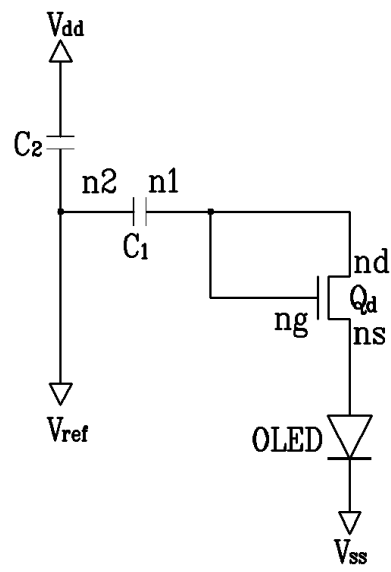 Vdd
C2
n2 n1
C1
nd
Qd
ng
ns
OLED
Vref
Vss